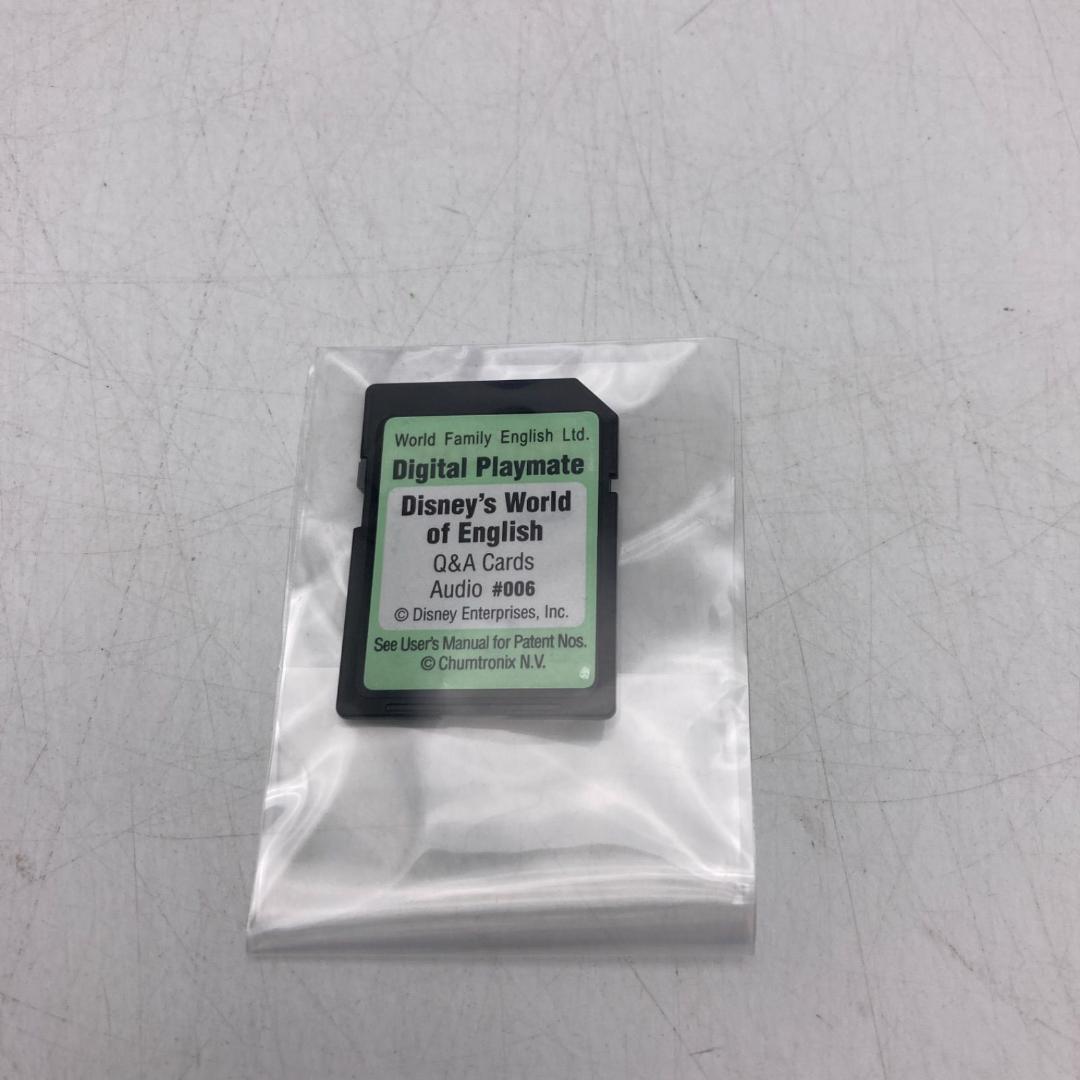 World Family English Ltd.
Digital Playmate
Disney's World
of English
Q&A Cards
Audio #006
© Disney Enterprises, Inc.
See User's Manual for Patent Nos.
© Chumtronix N.V.